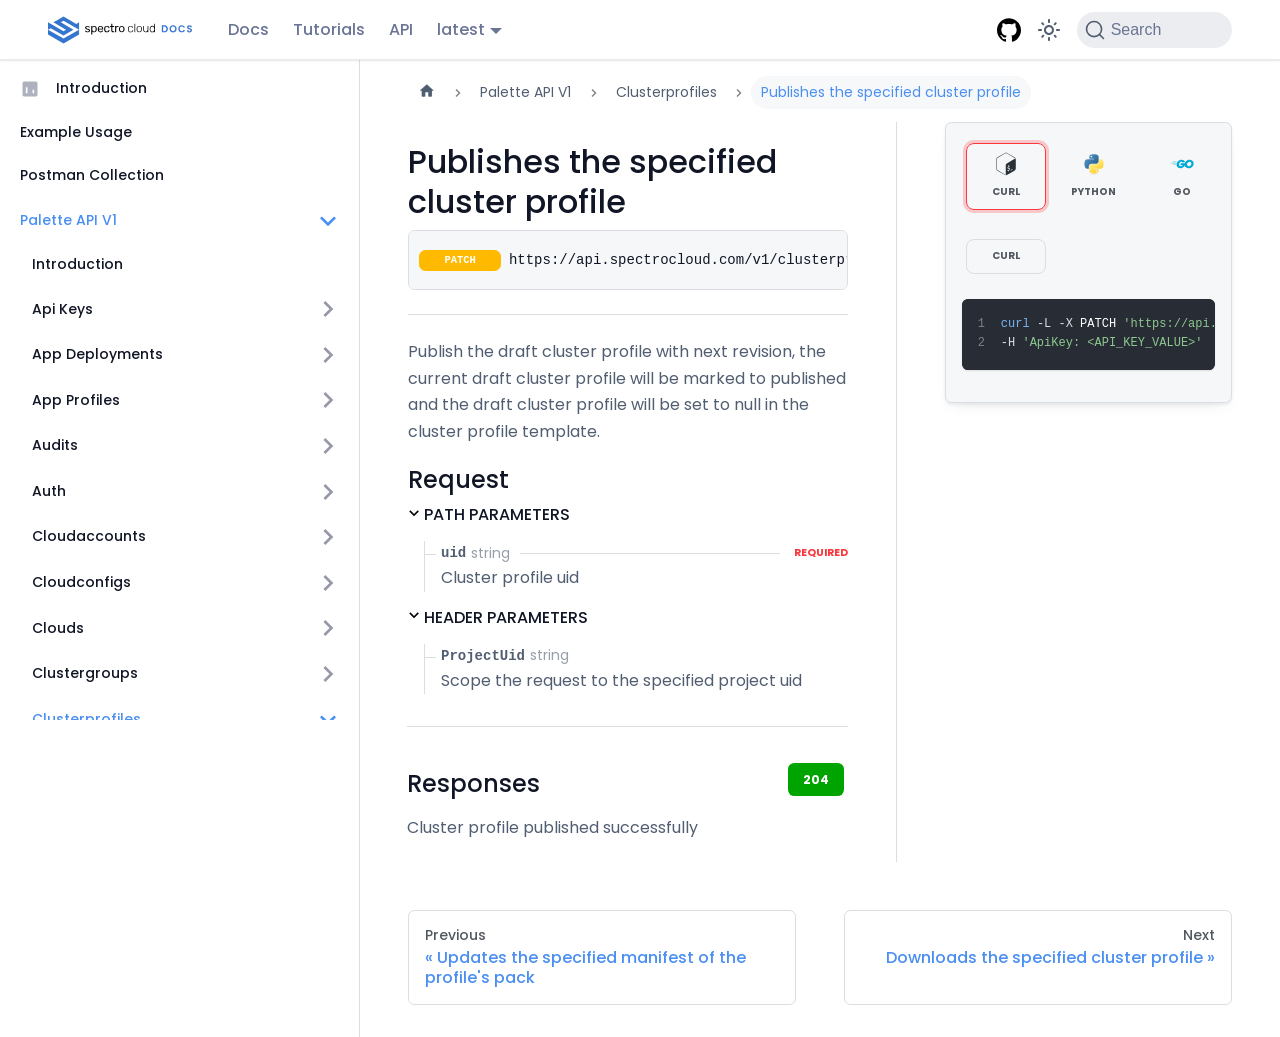 spectro cloud DOCS
Docs
Tutorials
API
latest
Search
Introduction
Example Usage
Postman Collection
Palette API V1
Introduction
Api Keys
App Deployments
App Profiles
Audits
Auth
Cloudaccounts
Cloudconfigs
Clouds
Clustergroups
Clusterprofiles
Palette API V1
Clusterprofiles
Publishes the specified cluster profile
Publishes the specified
cluster profile
PATCH https://api.spectrocloud.com/v1/clusterp
Publish the draft cluster profile with next revision, the
current draft cluster profile will be marked to published
and the draft cluster profile will be set to null in the
cluster profile template.
Request
PATH PARAMETERS
uid string REQUIRED
Cluster profile uid
HEADER PARAMETERS
ProjectUid string
Scope the request to the specified project uid
Responses
204
Cluster profile published successfully
CURL
PYTHON
GO
CURL
1 curl -L -X PATCH 'https://api.
2 -H 'ApiKey: <API_KEY_VALUE>'
Previous
« Updates the specified manifest of the
profile's pack
Next
Downloads the specified cluster profile »